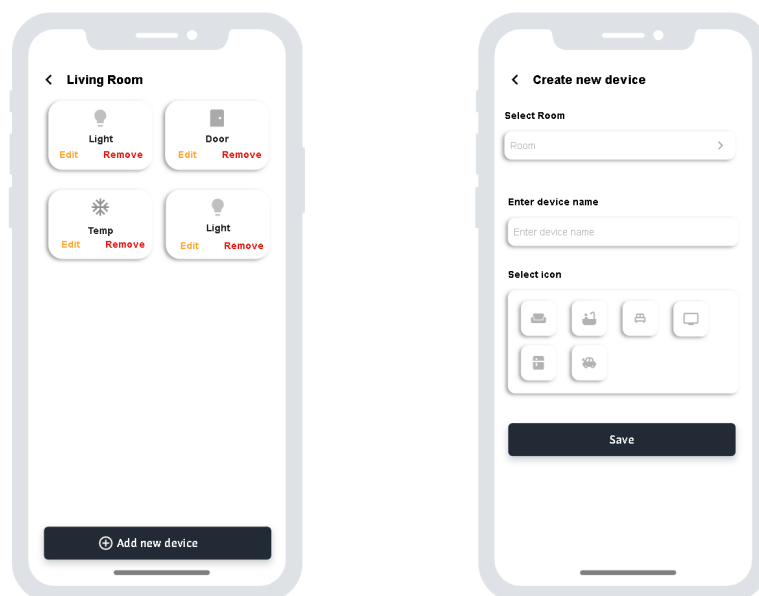 Living Room
Light
Edit Remove
Door
Edit Remove
Temp
Edit Remove
Light
Edit Remove
Add new device
Create new device
Select Room
Room
Enter device name
Enter device name
Select icon
Save